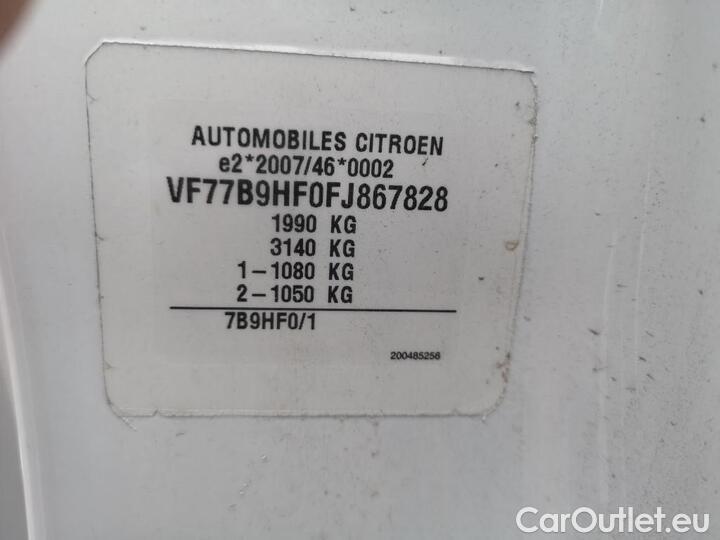 AUTOMOBILES CITROEN
e2*2007/46*0002
VF77B9HF0FJ867828
1990 KG
3140 KG
1-1080 KG
2-1050 KG
7B9HF0/1
200485256
CarOutlet.eu